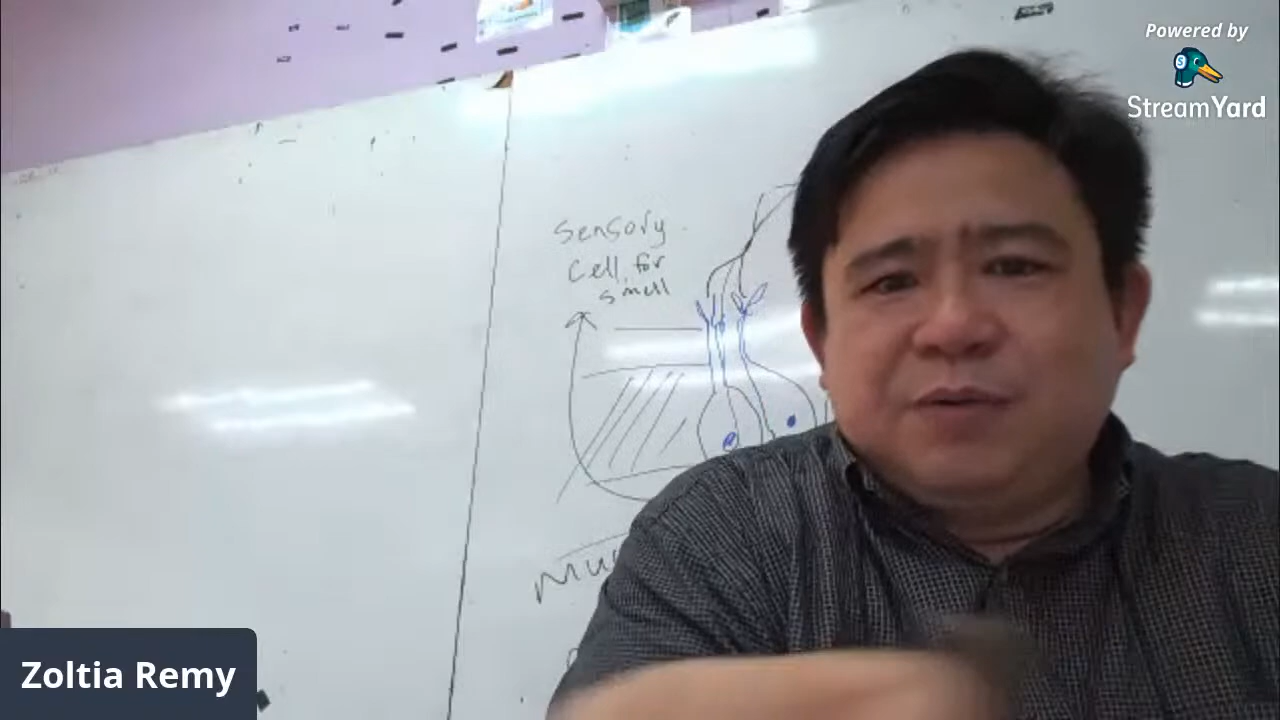 Powered by
StreamYard
Sensory
Cell for
smell
Zoltia Remy